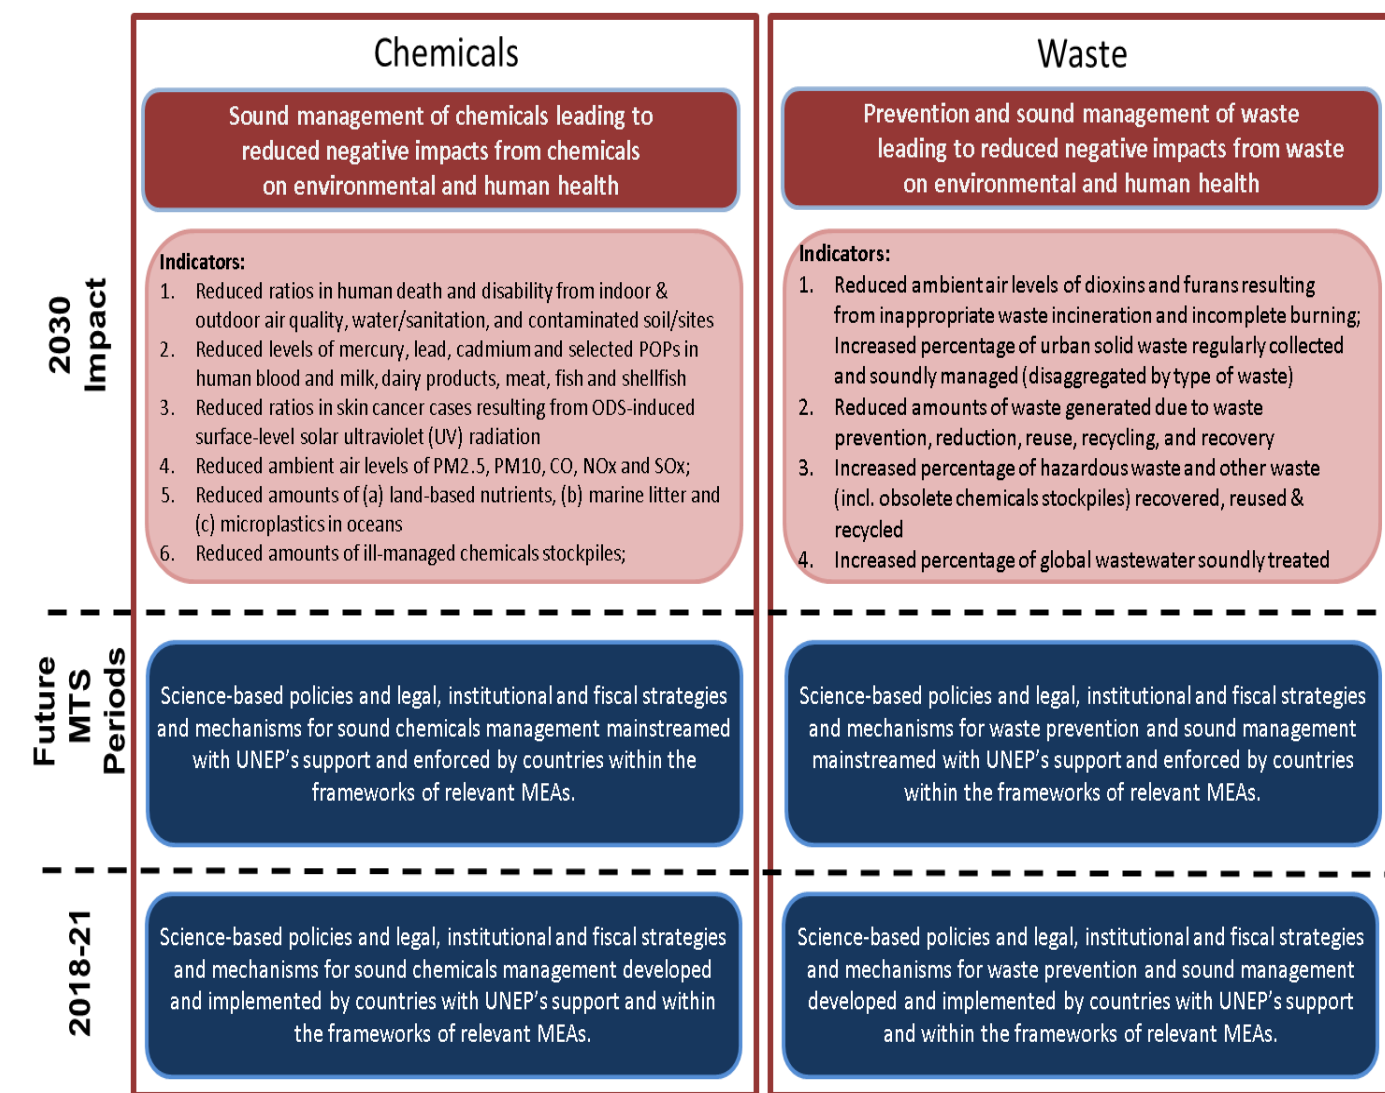 Chemicals
Sound management of chemicals leading to
reduced negative impacts from chemicals
on environmental and human health
Waste
Prevention and sound management of waste
leading to reduced negative impacts from waste
on environmental and human health
2030
Impact
Indicators:
1. Reduced ratios in human death and disability from indoor &
outdoor air quality, water/sanitation, and contaminated soil/sites
2. Reduced levels of mercury, lead, cadmium and selected POPs in
human blood and milk, dairy products, meat, fish and shellfish
3. Reduced ratios in skin cancer cases resulting from ODS-induced
surface-level solar ultraviolet (UV) radiation
4. Reduced ambient air levels of PM2.5, PM10, CO, NOx and SOx;
5. Reduced amounts of (a) land-based nutrients, (b) marine litter and
(c) microplastics in oceans
6. Reduced amounts of ill-managed chemicals stockpiles;
Indicators:
1. Reduced ambient air levels of dioxins and furans resulting
from inappropriate waste incineration and incomplete burning;
Increased percentage of urban solid waste regularly collected
and soundly managed (disaggregated by type of waste)
2. Reduced amounts of waste generated due to waste
prevention, reduction, reuse, recycling, and recovery
3. Increased percentage of hazardous waste and other waste
(incl. obsolete chemicals stockpiles) recovered, reused &
recycled
4. Increased percentage of global wastewater soundly treated
Future
MTS
Periods
Science-based policies and legal, institutional and fiscal strategies
and mechanisms for sound chemicals management mainstreamed
with UNEP's support and enforced by countries within the
frameworks of relevant MEAs.
Science-based policies and legal, institutional and fiscal strategies
and mechanisms for waste prevention and sound management
mainstreamed with UNEP's support and enforced by countries
within the frameworks of relevant MEAs.
2018-21
Science-based policies and legal, institutional and fiscal strategies
and mechanisms for sound chemicals management developed
and implemented by countries with UNEP's support and within
the frameworks of relevant MEAs.
Science-based policies and legal, institutional and fiscal strategies
and mechanisms for waste prevention and sound management
developed and implemented by countries with UNEP's support
and within the frameworks of relevant MEAs.